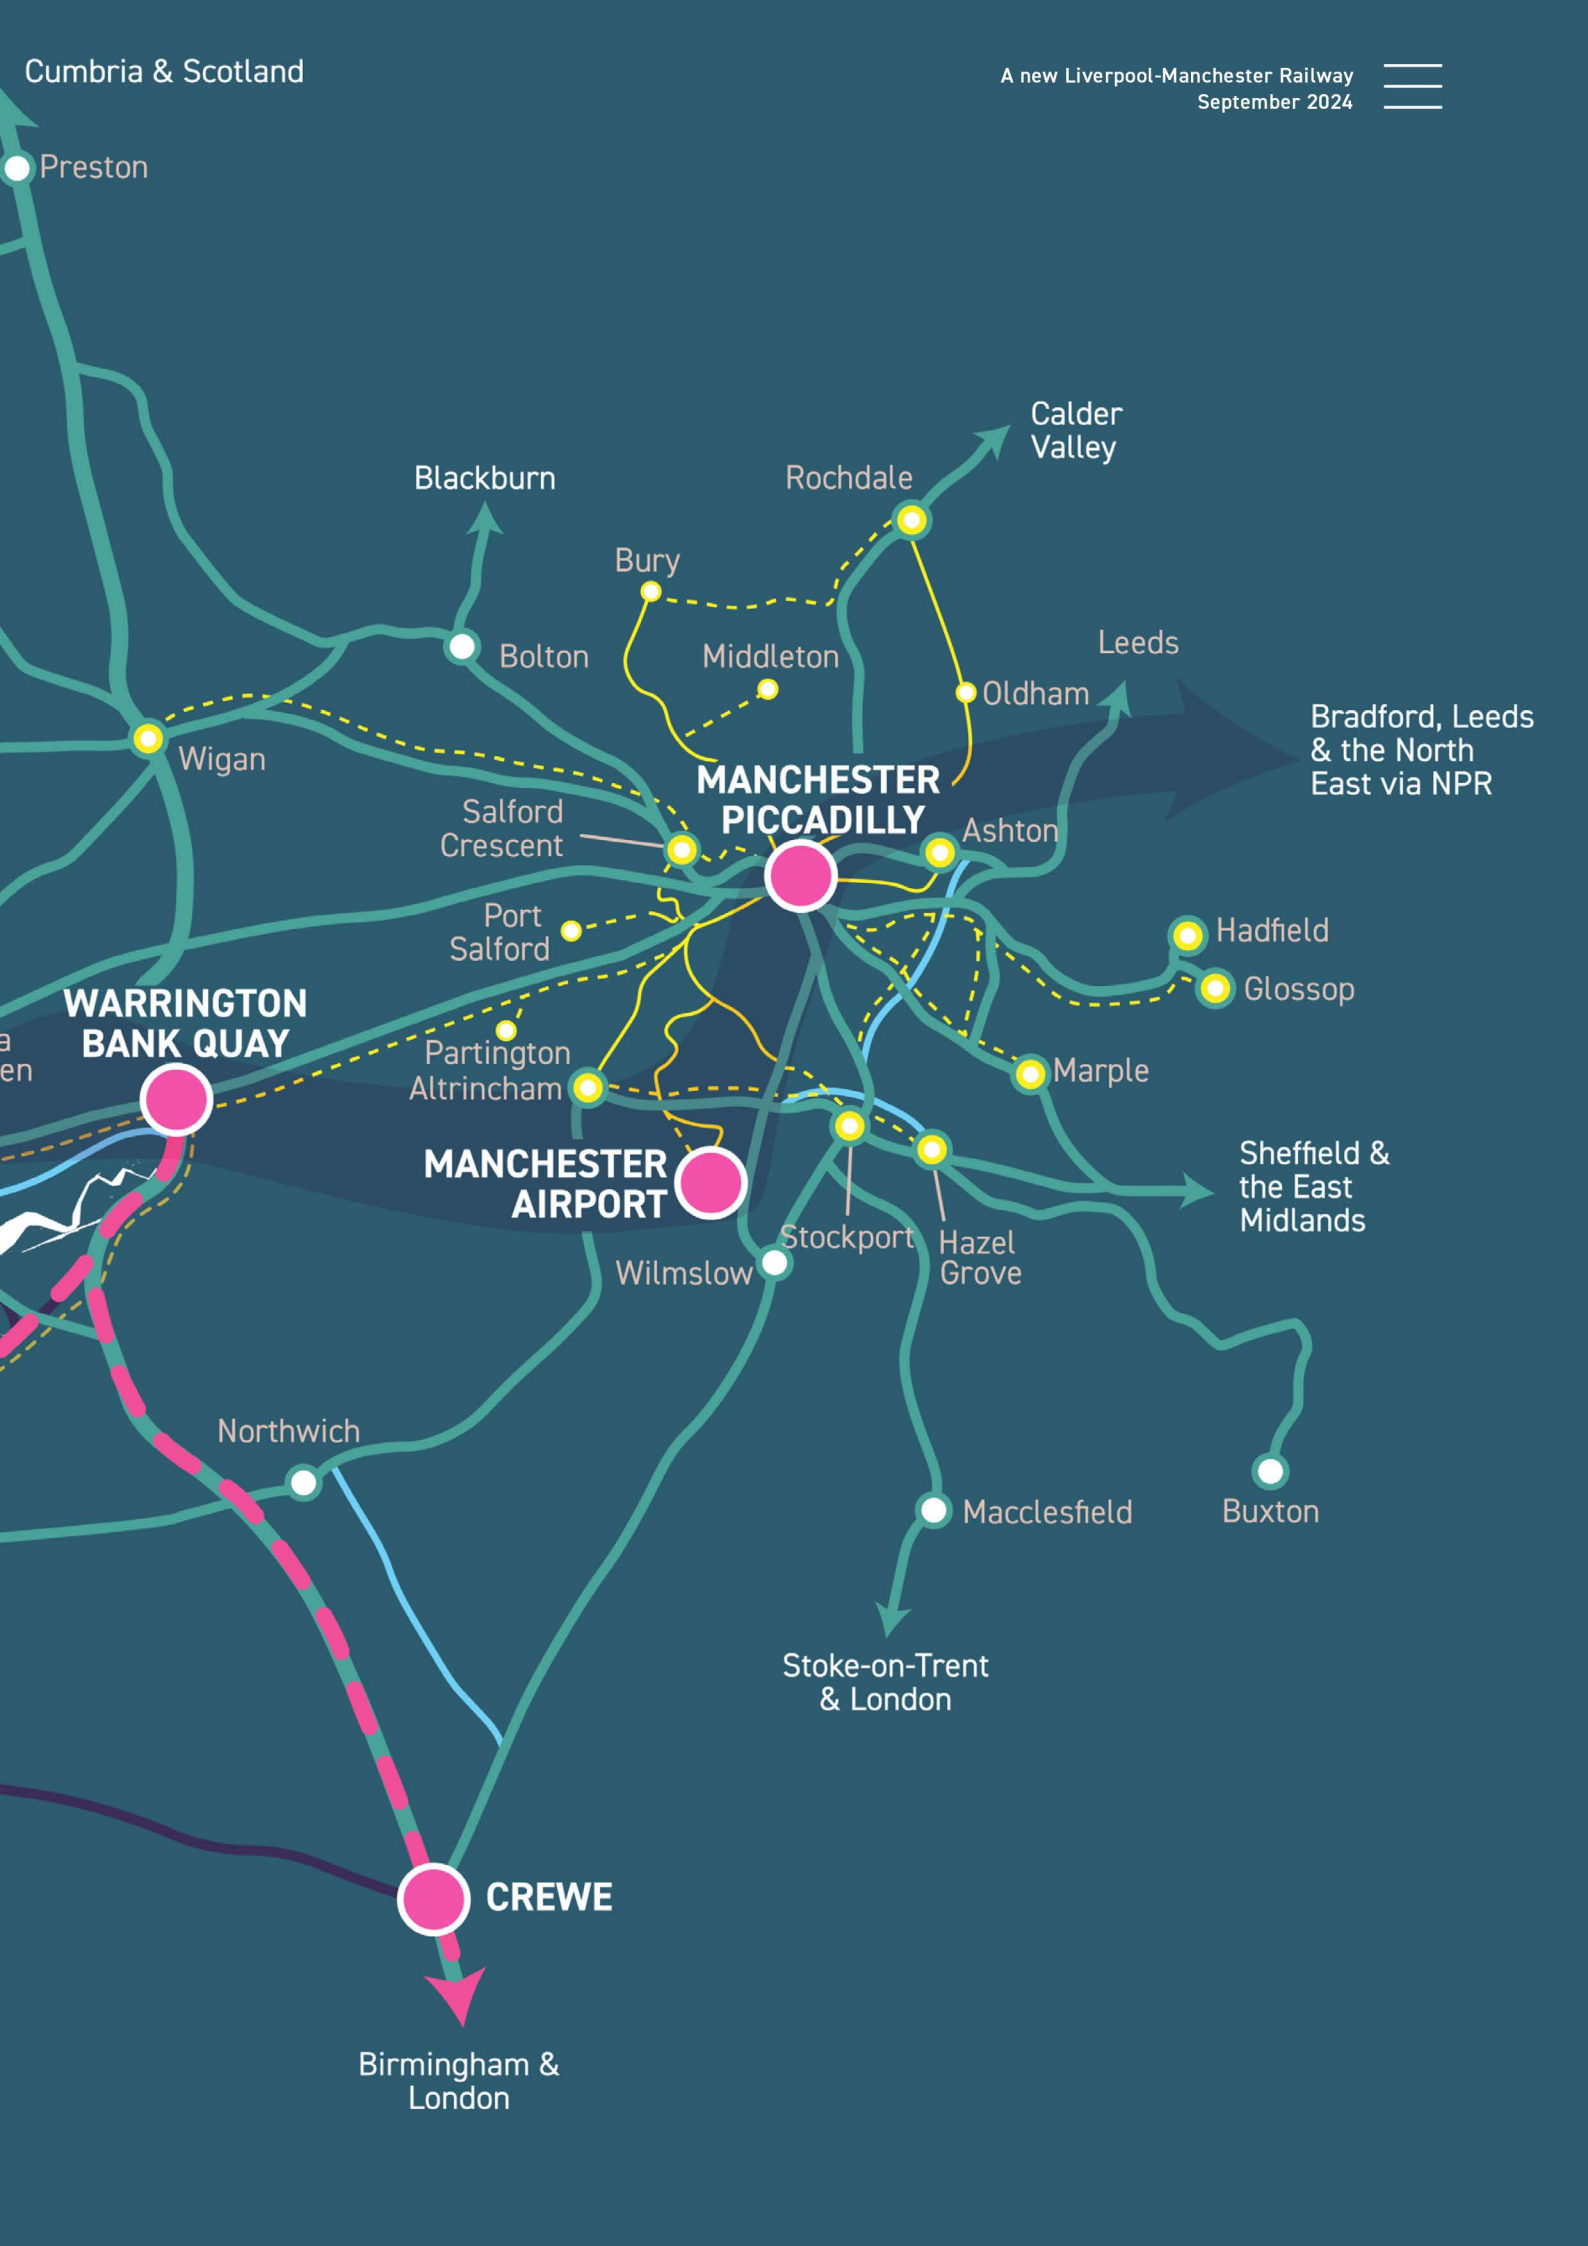 Cumbria & Scotland
A new Liverpool-Manchester Railway
September 2024
Preston
Calder
Valley
Blackburn
Rochdale
Bury
Bolton
Middleton
Leeds
Oldham
Bradford, Leeds
& the North
East via NPR
Wigan
MANCHESTER
PICCADILLY
Salford
Crescent
Ashton
Port
Salford
Hadfield
Glossop
WARRINGTON
BANK QUAY
a
en
Partington
Altrincham
Marple
MANCHESTER
AIRPORT
Sheffield &
the East
Midlands
Stockport
Hazel
Grove
Wilmslow
Northwich
Macclesfield
Buxton
Stoke-on-Trent
& London
CREWE
Birmingham &
London